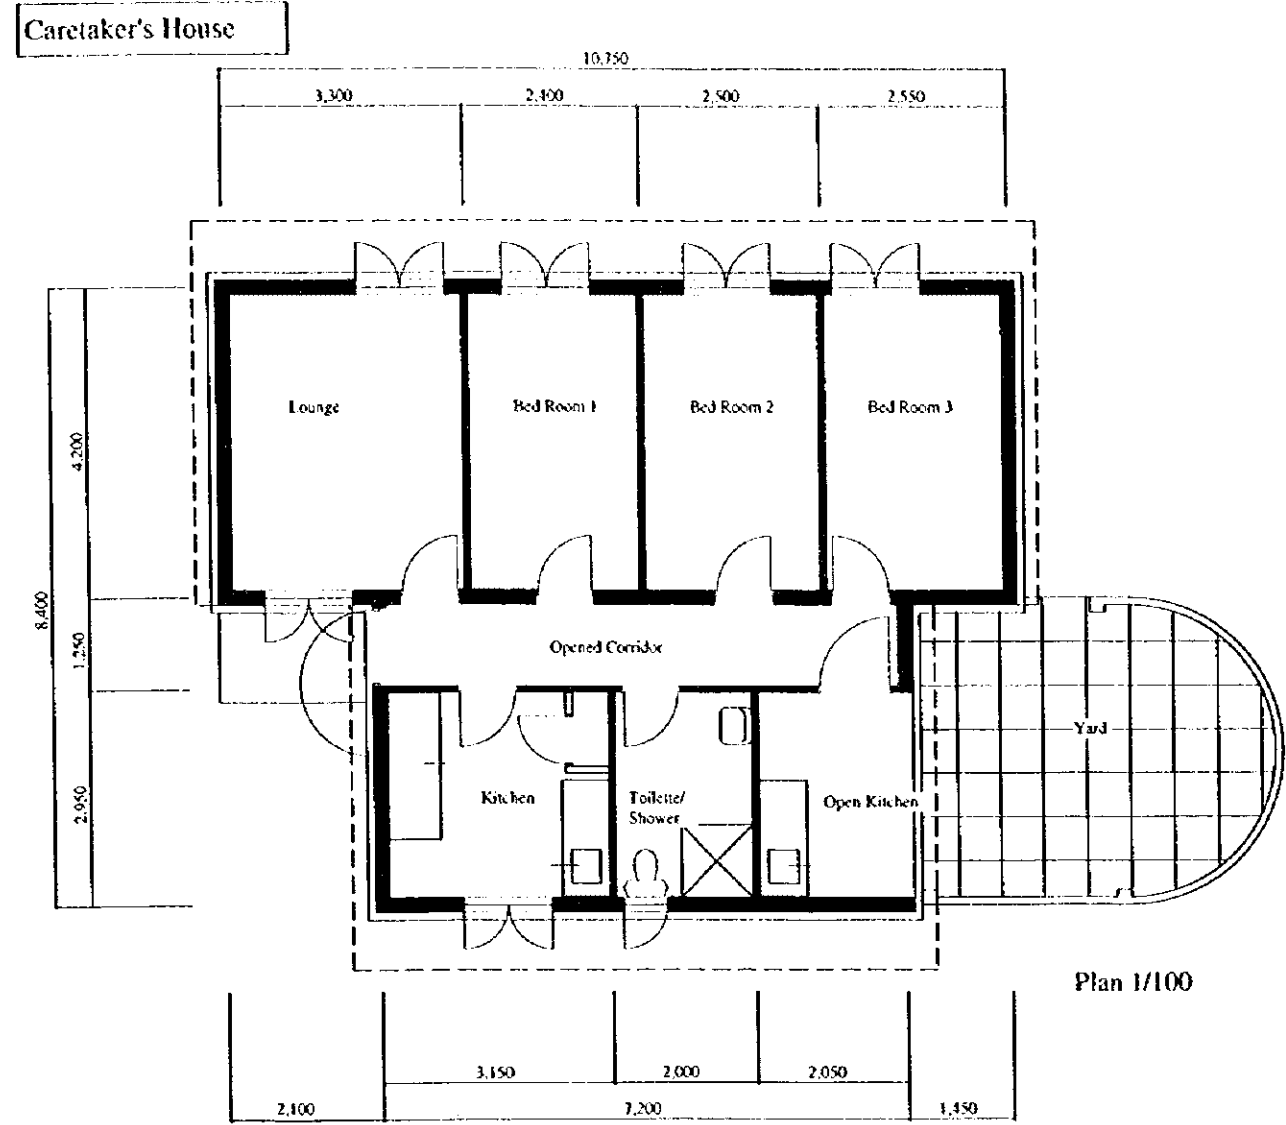 Caretaker's House
10,750
3,300
2,400
2,500
2,550
Lounge
Bed Room 1
Bed Room 2
Bed Room 3
4,200
8,400
1,250
2,950
Opened Corridor
Yard
Kitchen
Toilette/
Shower
Open Kitchen
Plan 1/100
3,150
2,000
2,050
2,100
7,200
1,450